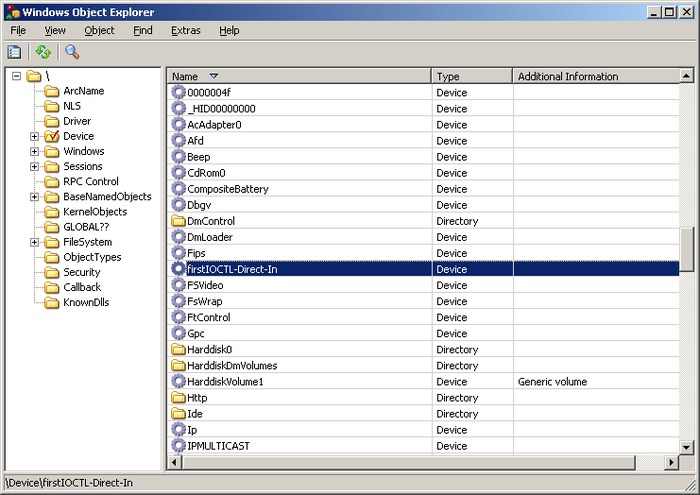 Windows Object Explorer
File View Object Find Extras Help
\
ArcName
NLS
Driver
Device
Windows
Sessions
RPC Control
BaseNamedObjects
KernelObjects
GLOBAL??
FileSystem
ObjectTypes
Security
Callback
KnownDlls
Name Type Additional Information
0000004f Device
_HID00000000 Device
AcAdapter0 Device
Afd Device
Beep Device
CdRom0 Device
CompositeBattery Device
Dbgv Device
DmControl Directory
DmLoader Device
Fips Device
firstIOCTL-Direct-In Device
FSVideo Device
FsWrap Device
FtControl Device
Gpc Device
Harddisk0 Directory
HarddiskDmVolumes Directory
HarddiskVolume1 Device Generic volume
Http Directory
Ide Directory
Ip Device
IPMULTICAST Device
\Device\firstIOCTL-Direct-In